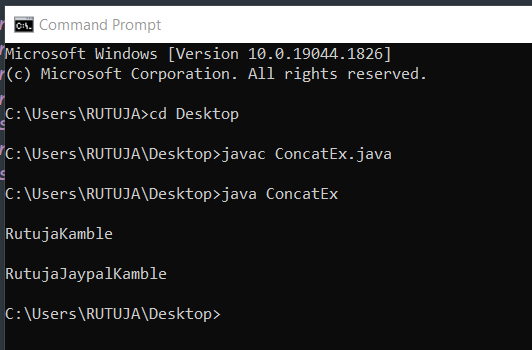 Command Prompt
Microsoft Windows [Version 10.0.19044.1826]
(c) Microsoft Corporation. All rights reserved.
C:\Users\RUTUJA>cd Desktop
C:\Users\RUTUJA\Desktop>javac ConcatEx.java
C:\Users\RUTUJA\Desktop>java ConcatEx
RutujaKamble
RutujaJaypalKamble
C:\Users\RUTUJA\Desktop>